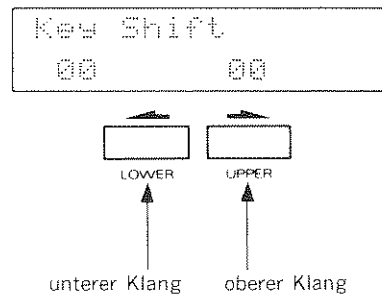 Key Shift
00 00
LOWER UPPER
unterer Klang oberer Klang